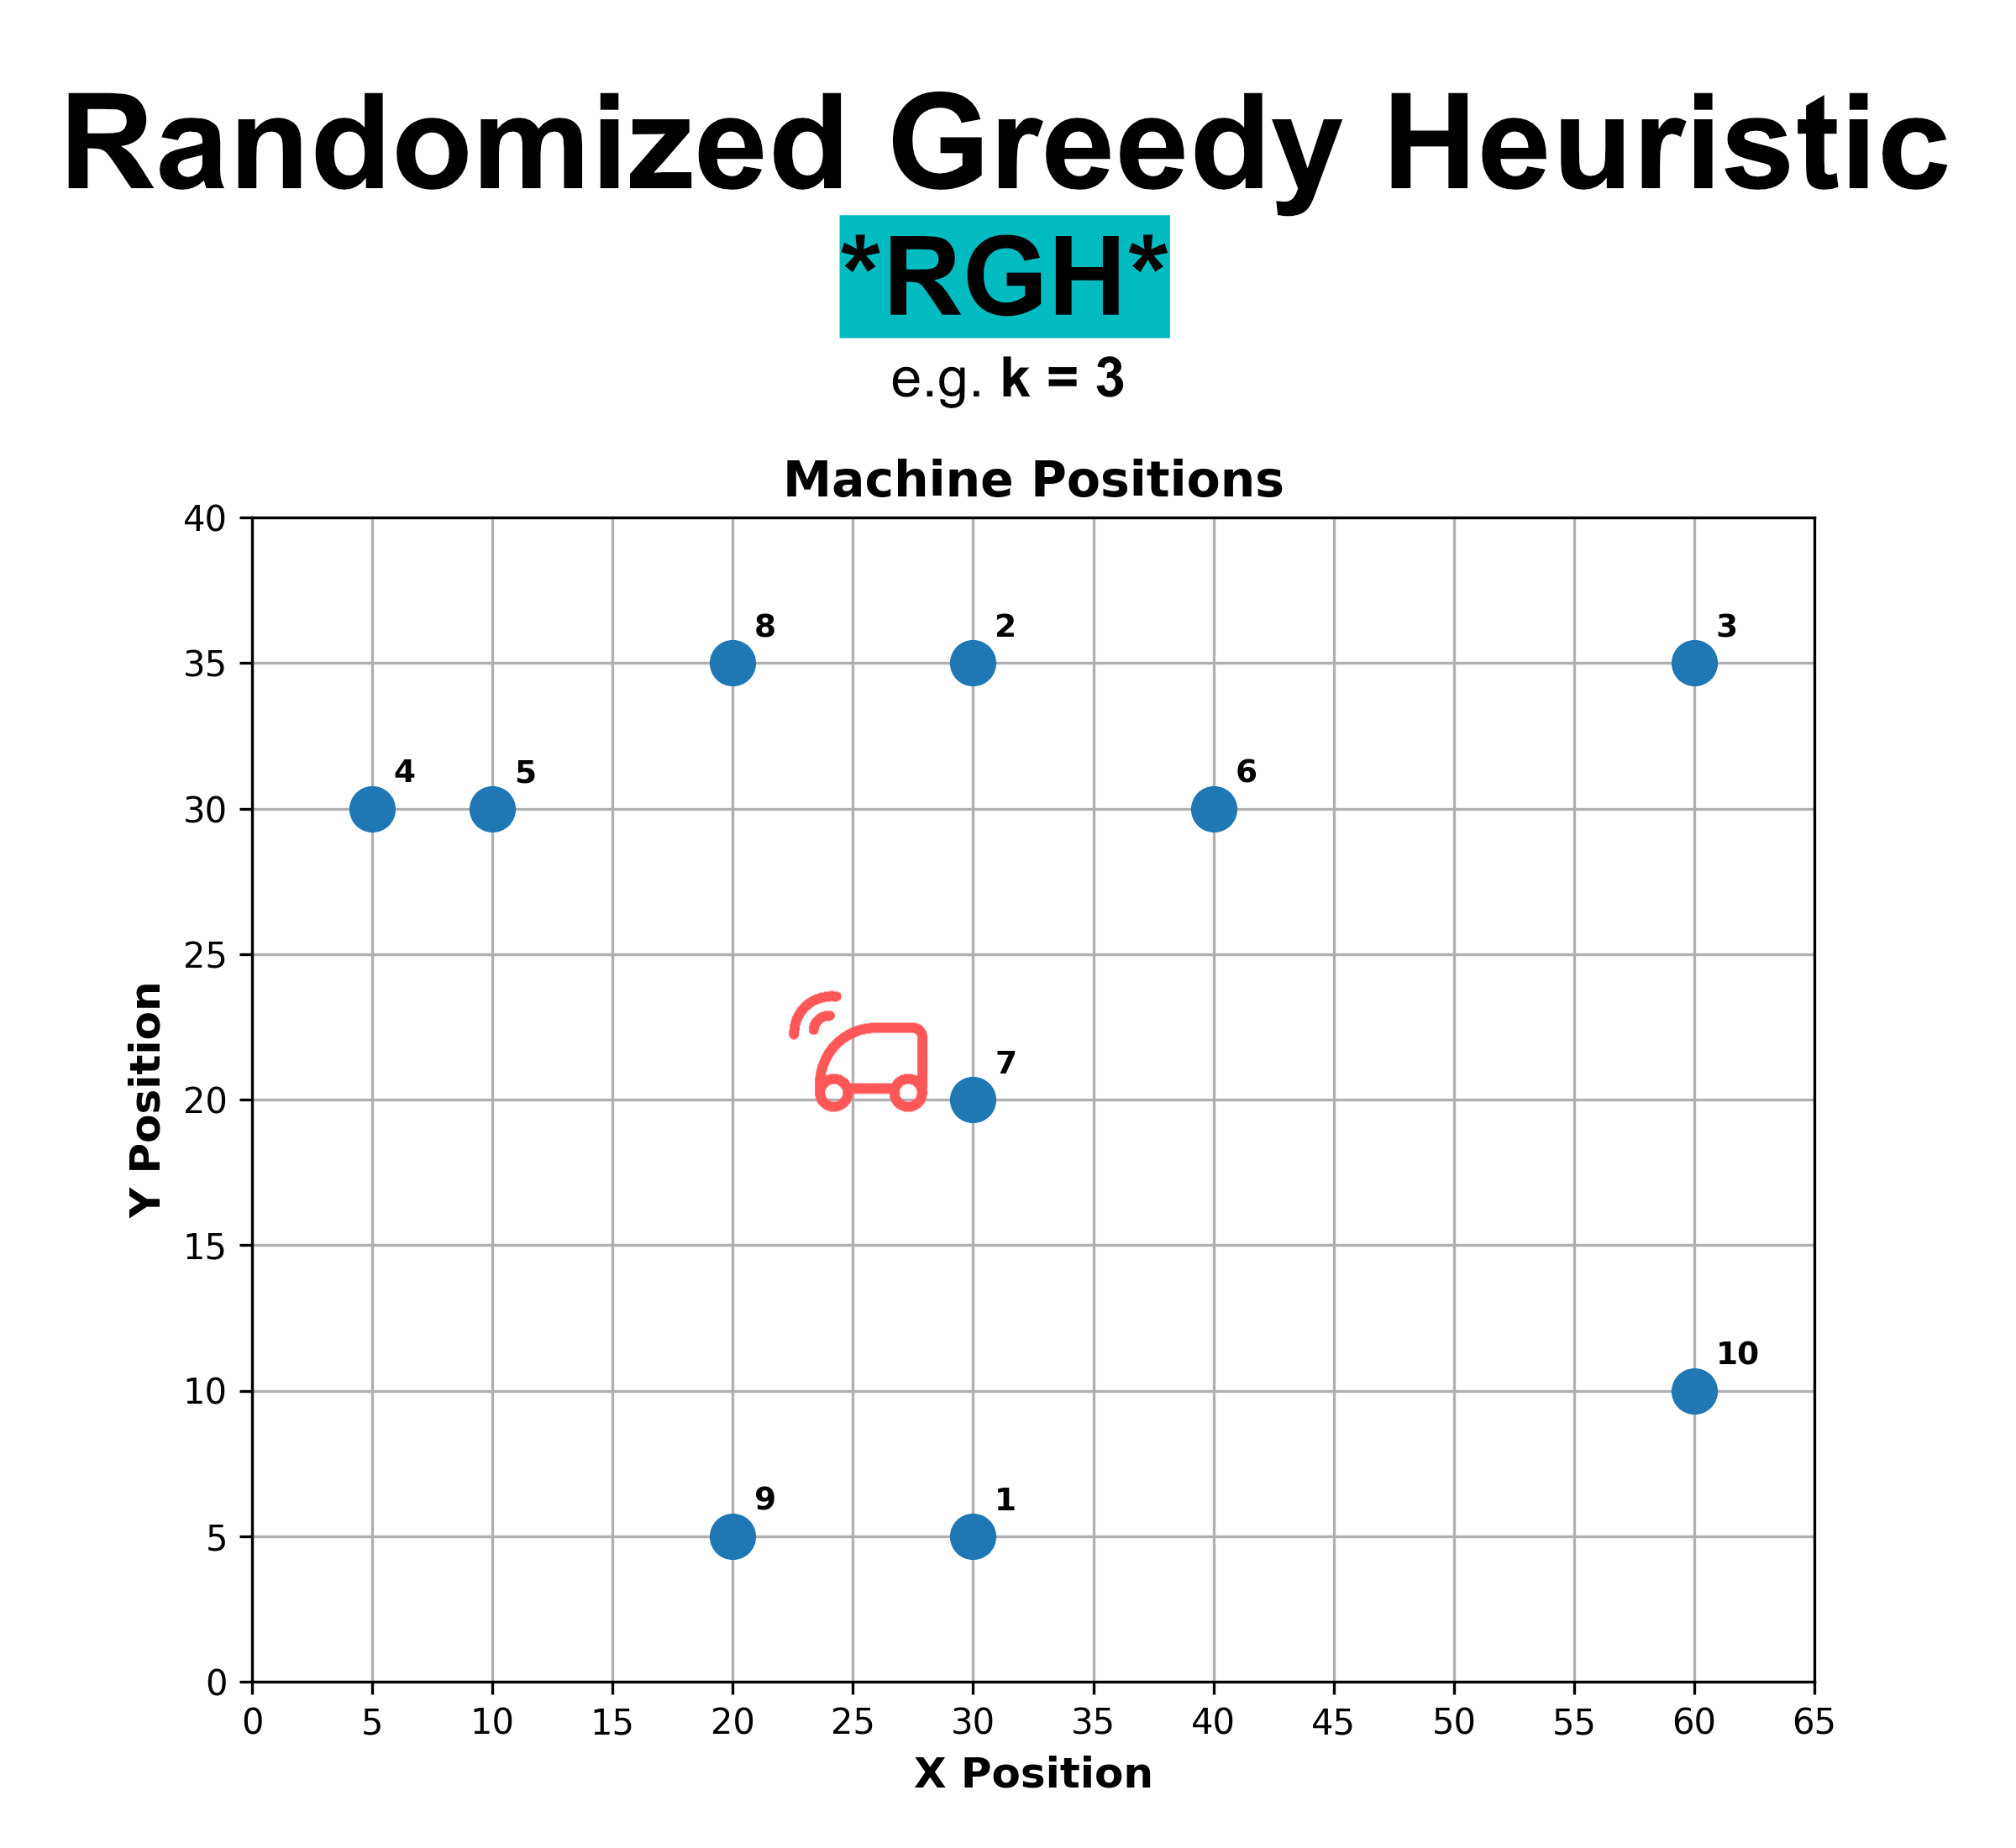 Randomized Greedy Heuristic
*RGH*
e.g. k = 3
Machine Positions
40
8 2 3
35
4 5 6
30
25
7
20
15
10
10
9 1
5
0
0 5 10 15 20 25 30 35 40 45 50 55 60 65
Y Position
X Position